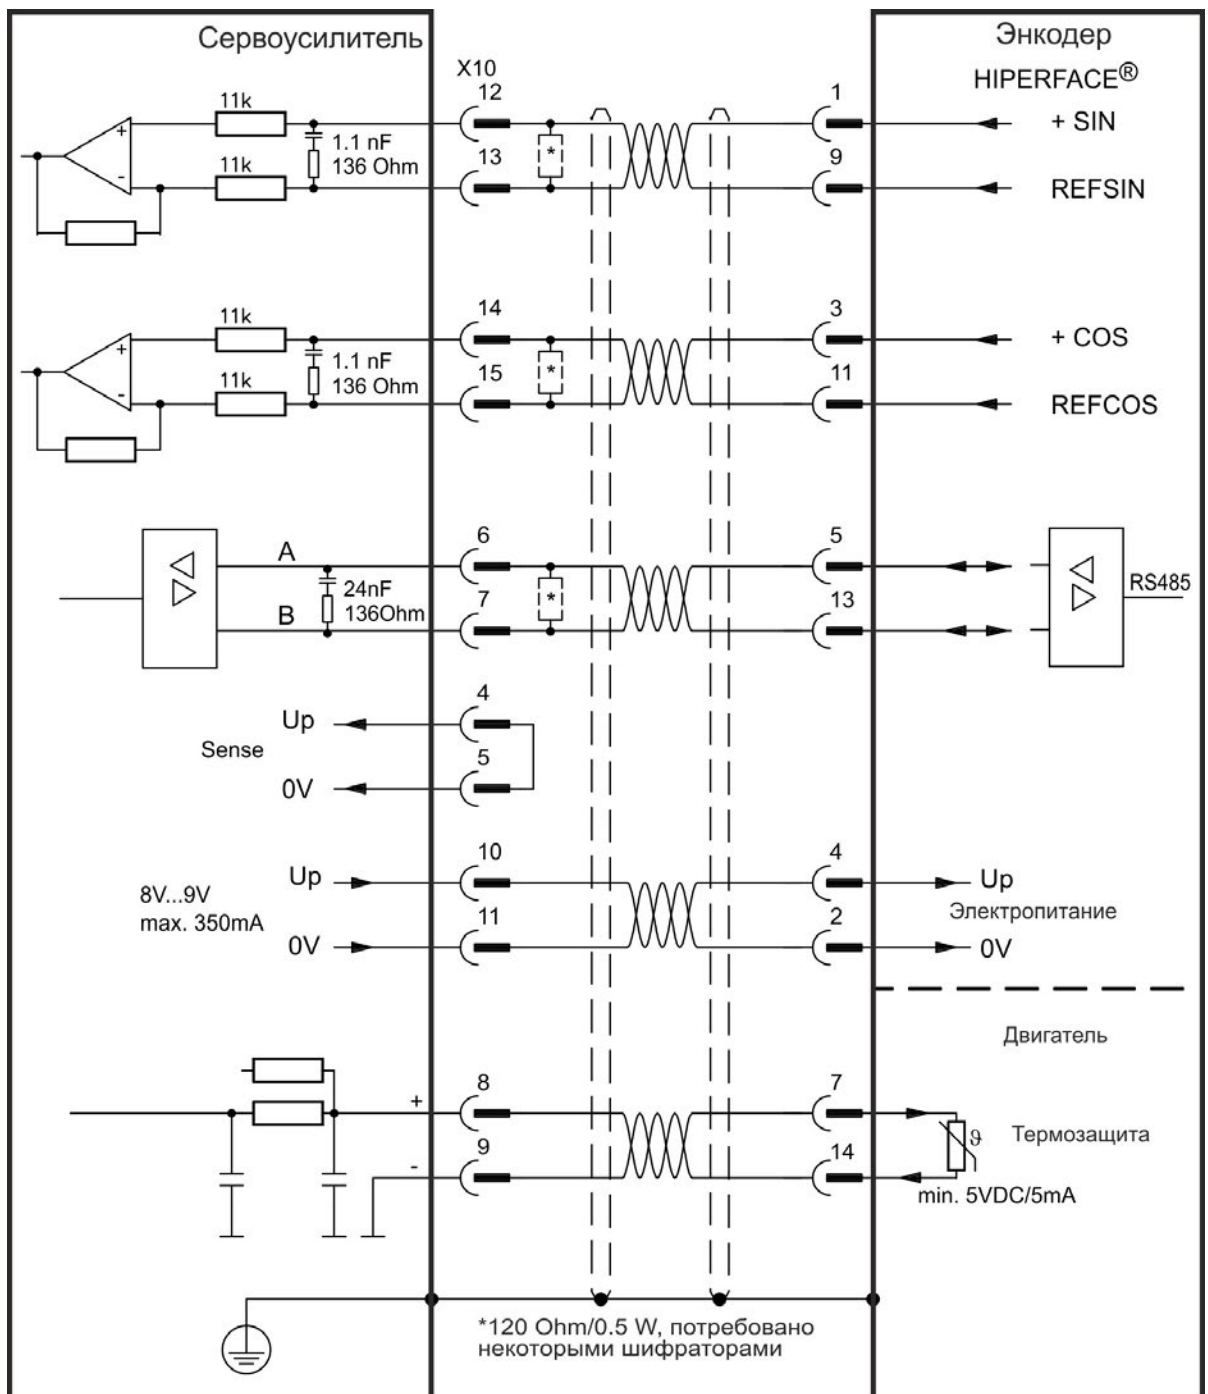 Сервоусилитель
Энкодер
HIPERFACE®
X10
11k
12
1
+ SIN
+
1.1 nF
136 Ohm
*
11k
13
9
REFSIN
-
11k
14
3
+ COS
+
1.1 nF
136 Ohm
*
11k
15
11
REFCOS
-
A
6
5
24nF
136Ohm
*
RS485
B
7
13
4
Up
Sense
5
0V
10
4
Up
Up
8V...9V
max. 350mA
Электропитание
11
2
0V
0V
Двигатель
8
7
+
ϑ
Термозащита
9
14
-
min. 5VDC/5mA
*120 Ohm/0.5 W, потребовано
некоторыми шифраторами